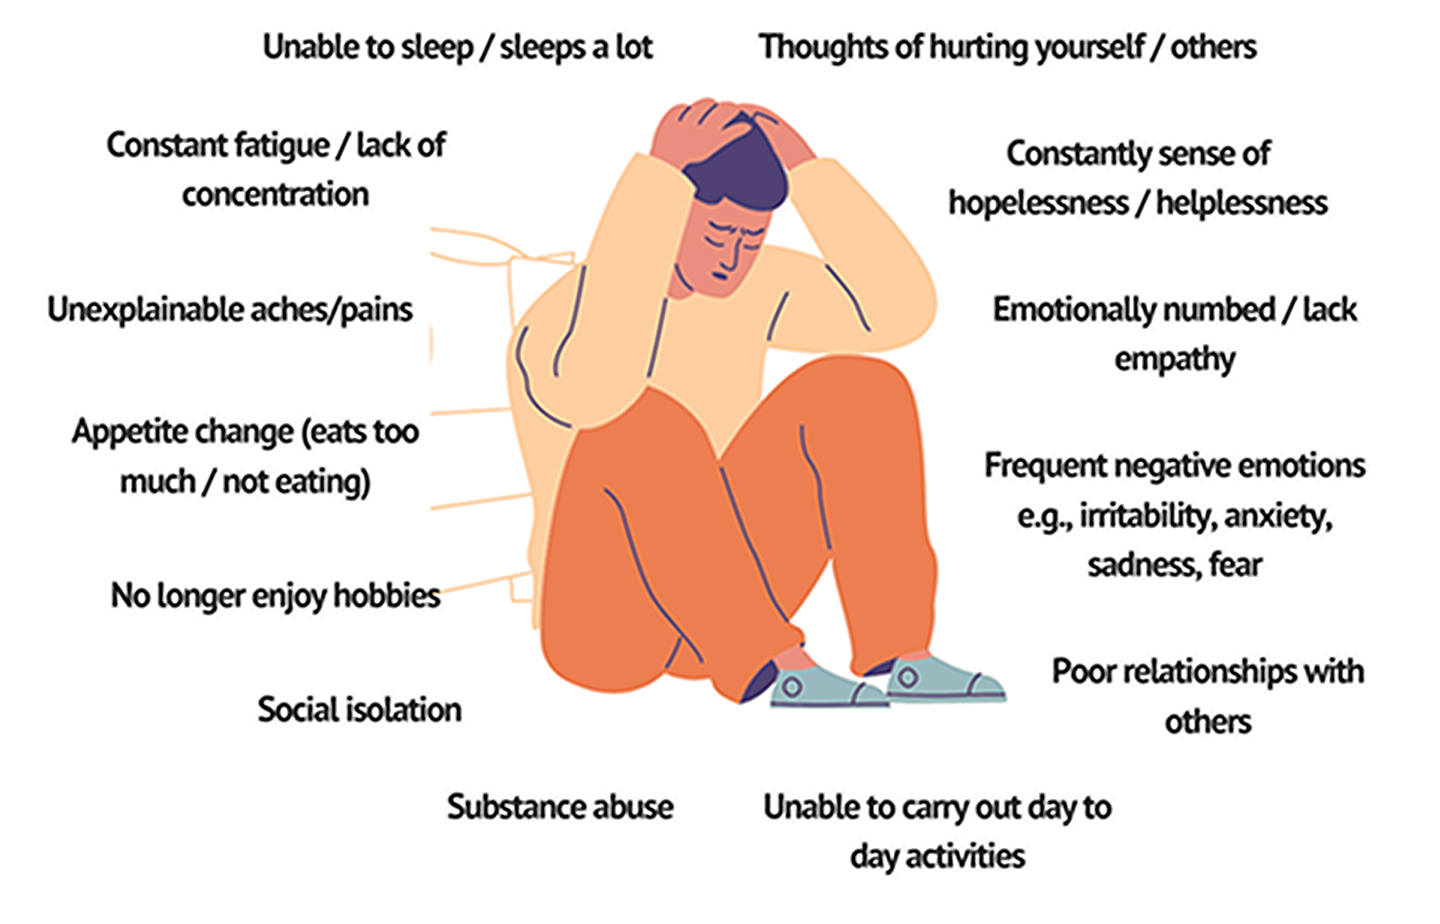 Unable to sleep / sleeps a lot
Thoughts of hurting yourself / others
Constant fatigue / lack of
concentration
Constantly sense of
hopelessness / helplessness
Unexplainable aches/pains
Emotionally numbed / lack
empathy
Appetite change (eats too
much / not eating)
Frequent negative emotions
e.g., irritability, anxiety,
sadness, fear
No longer enjoy hobbies
Poor relationships with
others
Social isolation
Substance abuse
Unable to carry out day to
day activities